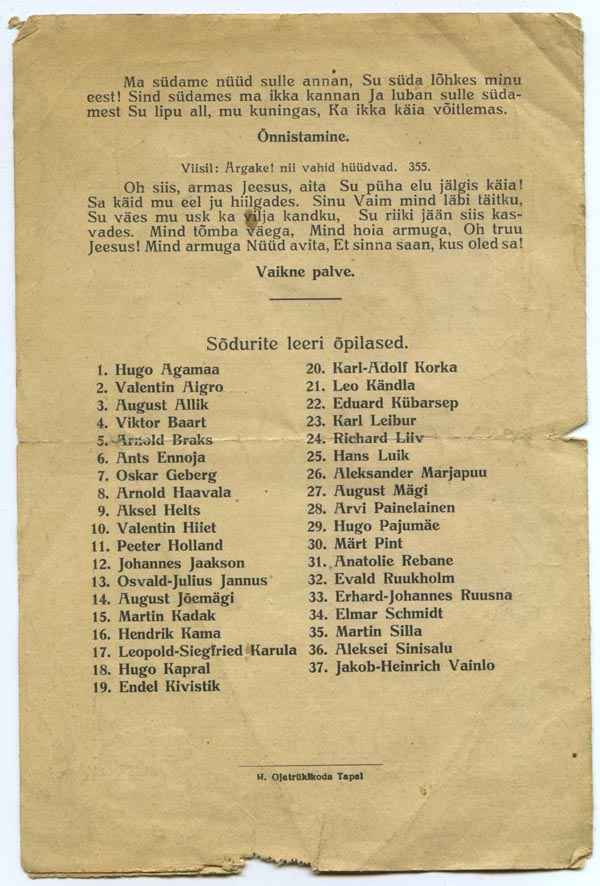 Ma südame nüüd sulle annan, Su süda lõhkes minu
eest! Sind südames ma ikka kannan Ja luban sulle süda-
mest Su lipu all, mu kuningas, Ka ikka käia võitlemas.
Õnnistamine.
Viisil: Ärgake! nii vahid hüüdvad. 355.
Oh siis, armas Jeesus, aita Su püha elu jälgis käia!
Sa käid mu eel ju hiilgades. Sinu Vaim mind läbi täitku,
Su väes mu usk ka vilja kandku, Su riiki jään siis kas-
vades. Mind tõmba väega, Mind hoia armuga, Oh truu
Jeesus! Mind armuga Nüüd avita, Et sinna saan, kus oled sa!
Vaikne palve.
Sõdurite leeri õpilased.
1. Hugo Agamaa
2. Valentin Aigro
3. August Allik
4. Viktor Baart
5. Arnold Braks
6. Ants Ennoja
7. Oskar Geberg
8. Arnold Haavala
9. Aksel Helts
10. Valentin Hiiet
11. Peeter Holland
12. Johannes Jaakson
13. Osvald-Julius Jannus
14. August Jõemägi
15. Martin Kadak
16. Hendrik Kama
17. Leopold-Siegfried Karula
18. Hugo Kapral
19. Endel Kivistik
20. Karl-Adolf Korka
21. Leo Kändla
22. Eduard Kübarsep
23. Karl Leibur
24. Richard Liiv
25. Hans Luik
26. Aleksander Marjapuu
27. August Mägi
28. Arvi Painelainen
29. Hugo Pajumäe
30. Märt Pint
31. Anatolie Rebane
32. Evald Ruukholm
33. Erhard-Johannes Ruusna
34. Elmar Schmidt
35. Martin Silla
36. Aleksei Sinisalu
37. Jakob-Heinrich Vainlo
H. Ojatrükikoda Tapal